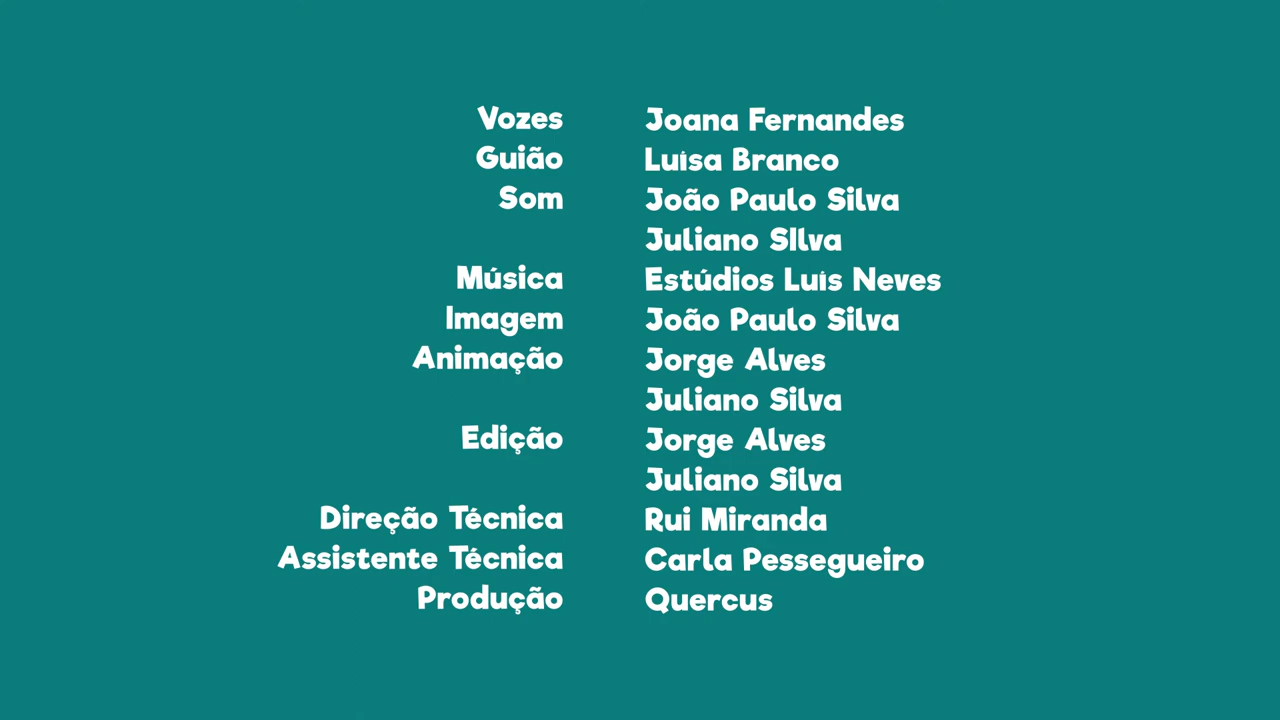 Vozes Joana Fernandes
Guião Luísa Branco
Som João Paulo Silva
Juliano SIlva
Música Estúdios Luís Neves
Imagem João Paulo Silva
Animação Jorge Alves
Juliano Silva
Edição Jorge Alves
Juliano Silva
Direção Técnica Rui Miranda
Assistente Técnica Carla Pessegueiro
Produção Quercus